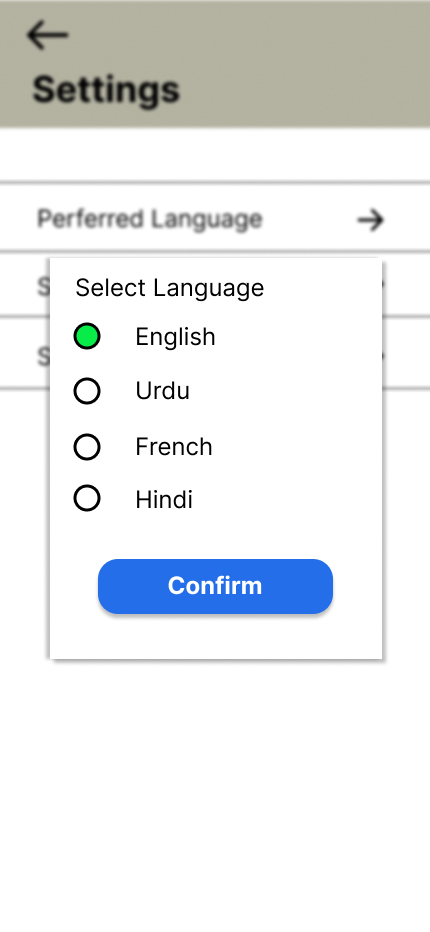 Settings
Perferred Language
Select Language
English
Urdu
French
Hindi
Confirm